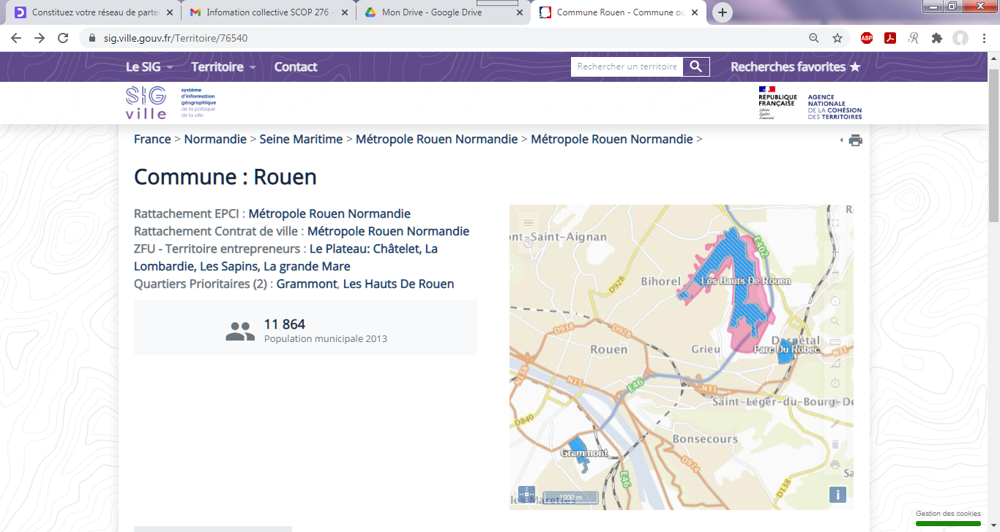 Constituez votre réseau de parte
Infomation collective SCOP 276 -
Mon Drive - Google Drive
Commune Rouen - Commune ou
sig.ville.gouv.fr/Territoire/76540
ABP
Le SIG
Territoire
Contact
Rechercher un territoire
Recherches favorites
SIG
ville
système
d'information
géographique
de la politique
de la ville
RÉPUBLIQUE
FRANÇAISE
Liberté
Égalité
Fraternité
AGENCE
NATIONALE
DE LA COHÉSION
DES TERRITOIRES
France > Normandie > Seine Maritime > Métropole Rouen Normandie > Métropole Rouen Normandie >
Commune : Rouen
Rattachement EPCI : Métropole Rouen Normandie
Rattachement Contrat de ville : Métropole Rouen Normandie
ZFU - Territoire entrepreneurs : Le Plateau: Châtelet, La
Lombardie, Les Sapins, La grande Mare
Quartiers Prioritaires (2) : Grammont, Les Hauts De Rouen
11 864
Population municipale 2013
R
nt-Saint-Aignan
E402
D928
Bihorel
Les Hauts De Rouen
D938
D928
Rouen
Grieu
Darnétal
Parc Du Robec
N31
N138
N15
E46
N31
Saint-Léger-du-Bourg-De
D840
Bonsecours
Grammont
D974
E46
D138
Sa
les Marettes
1000 m
i
Gestion des cookies